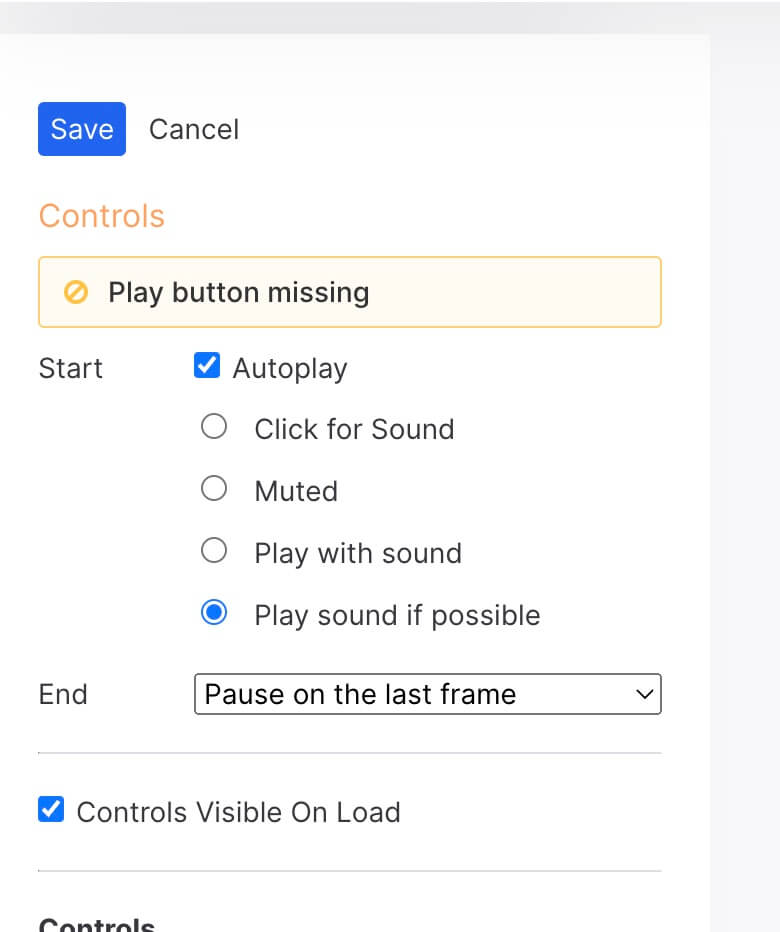 Save Cancel
Controls
Play button missing
Start Autoplay
Click for Sound
Muted
Play with sound
Play sound if possible
End Pause on the last frame
Controls Visible On Load
Controls